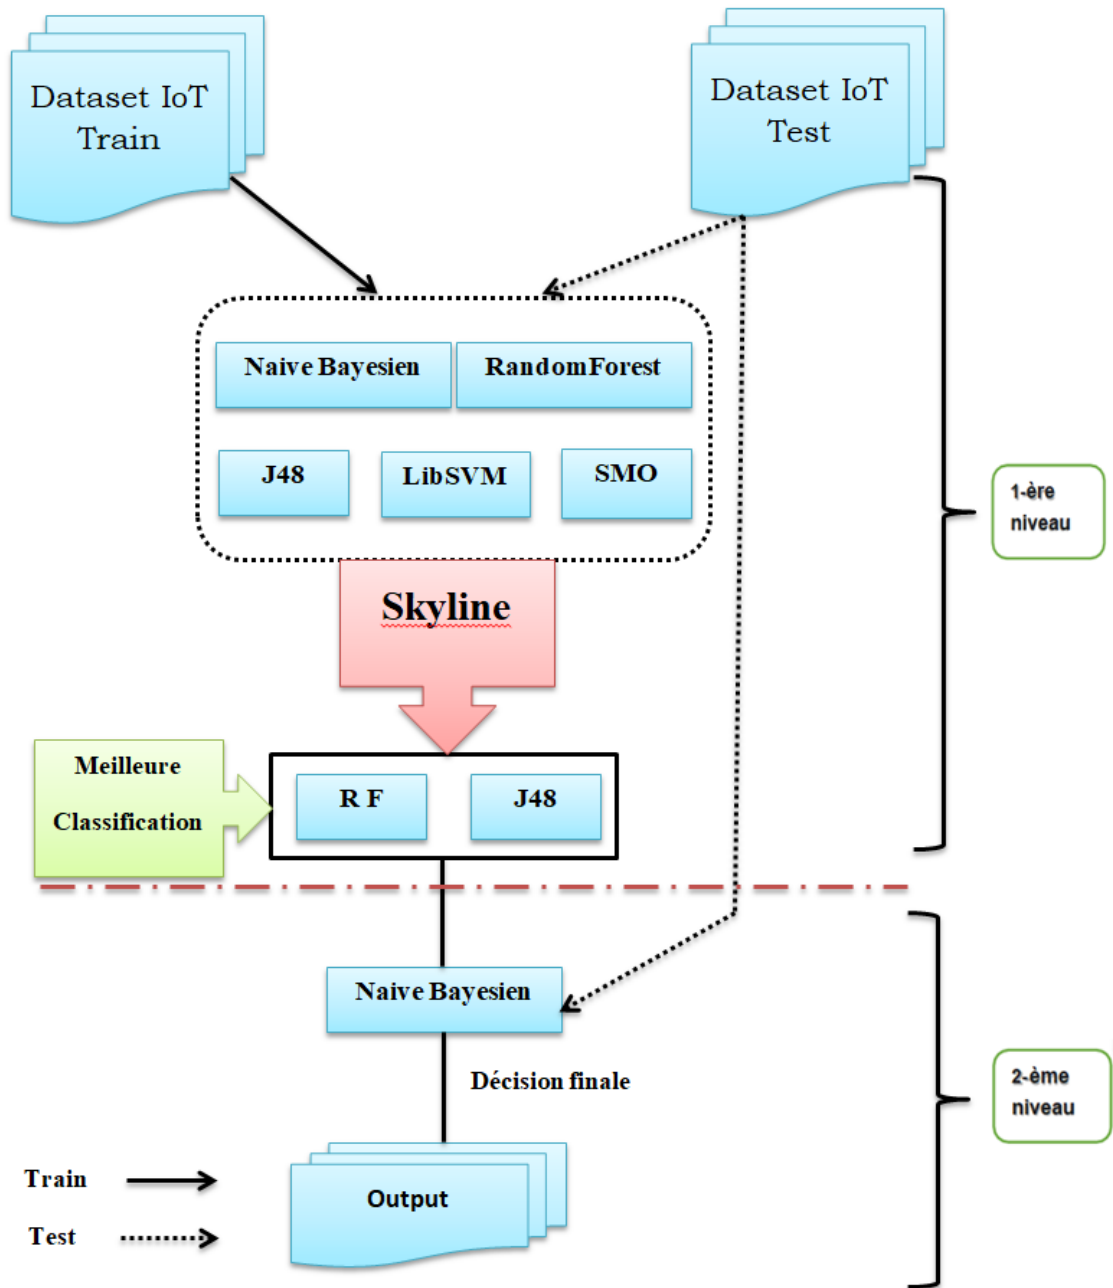 Dataset IoT
Train
Dataset IoT
Test
Naive Bayesien
RandomForest
J48
LibSVM
SMO
1-ère
niveau
Skyline
Meilleure
Classification
R F
J48
Naive Bayesien
Décision finale
2-ème
niveau
Train
Test
Output